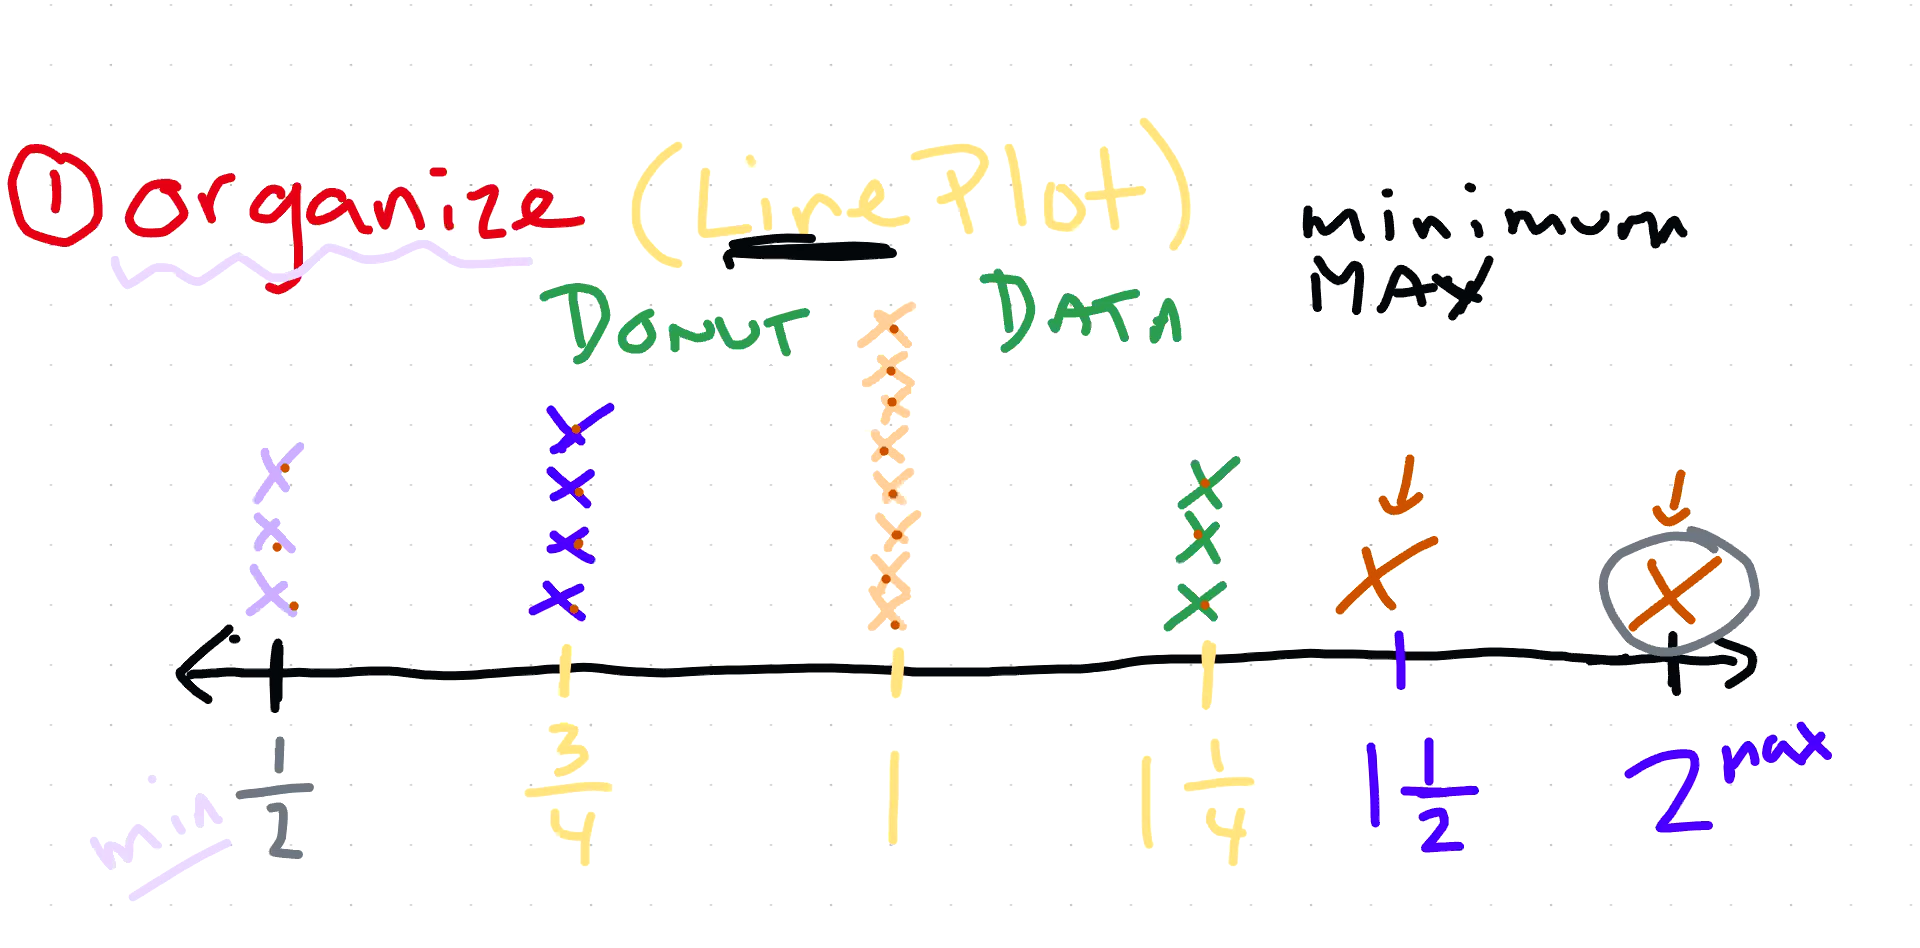 ① organize (Line Plot)
minimum
MAX
DONUT DATA
min 1/2 3/4 1 1 1/4 1 1/2 2 max